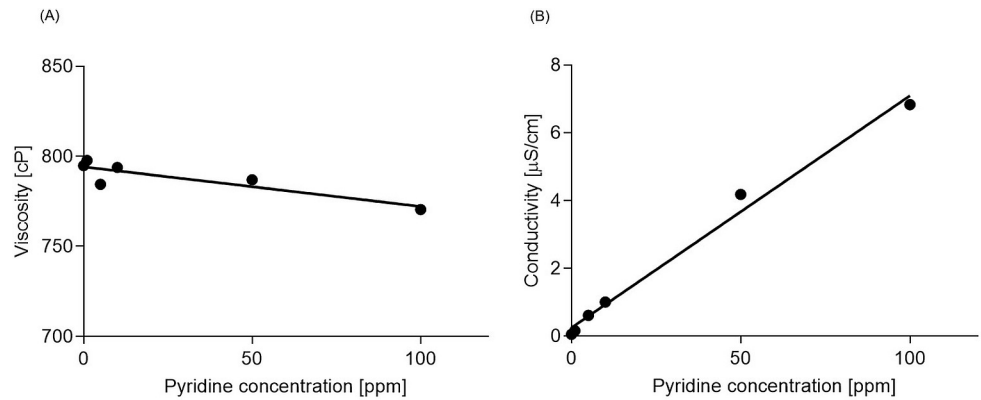 (A)
850
800
750
700
Viscosity [cP]
0
50
100
Pyridine concentration [ppm]
(B)
8
6
4
2
0
Conductivity [µS/cm]
0
50
100
Pyridine concentration [ppm]